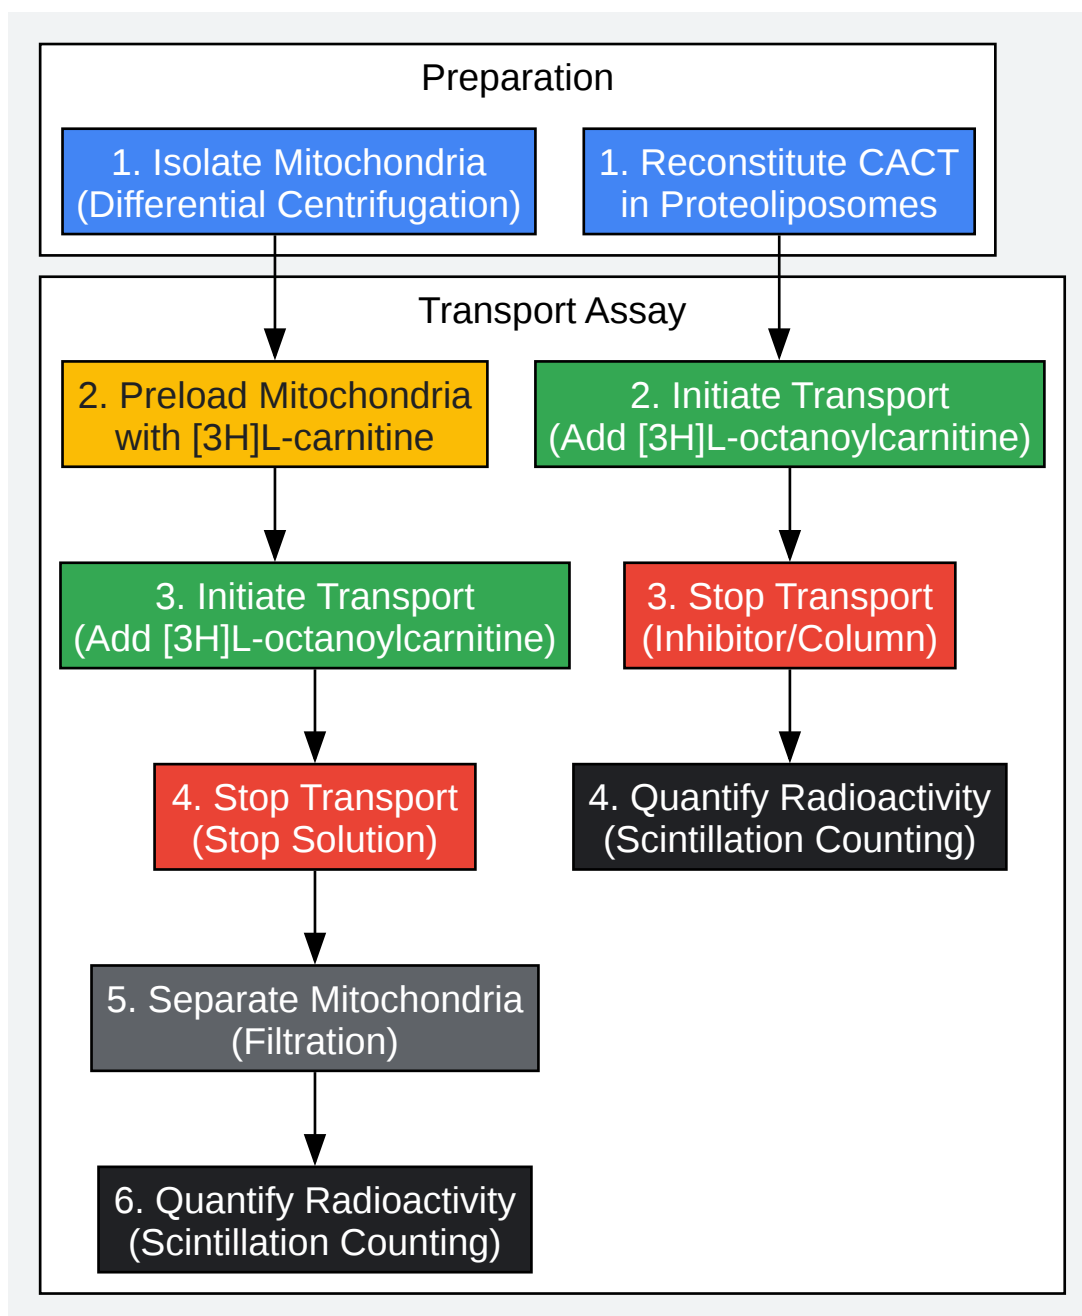 Preparation
1. Isolate Mitochondria
(Differential Centrifugation)
1. Reconstitute CACT
in Proteoliposomes
Transport Assay
2. Preload Mitochondria
with [3H]L-carnitine
2. Initiate Transport
(Add [3H]L-octanoylcarnitine)
3. Initiate Transport
(Add [3H]L-octanoylcarnitine)
3. Stop Transport
(Inhibitor/Column)
4. Stop Transport
(Stop Solution)
4. Quantify Radioactivity
(Scintillation Counting)
5. Separate Mitochondria
(Filtration)
6. Quantify Radioactivity
(Scintillation Counting)